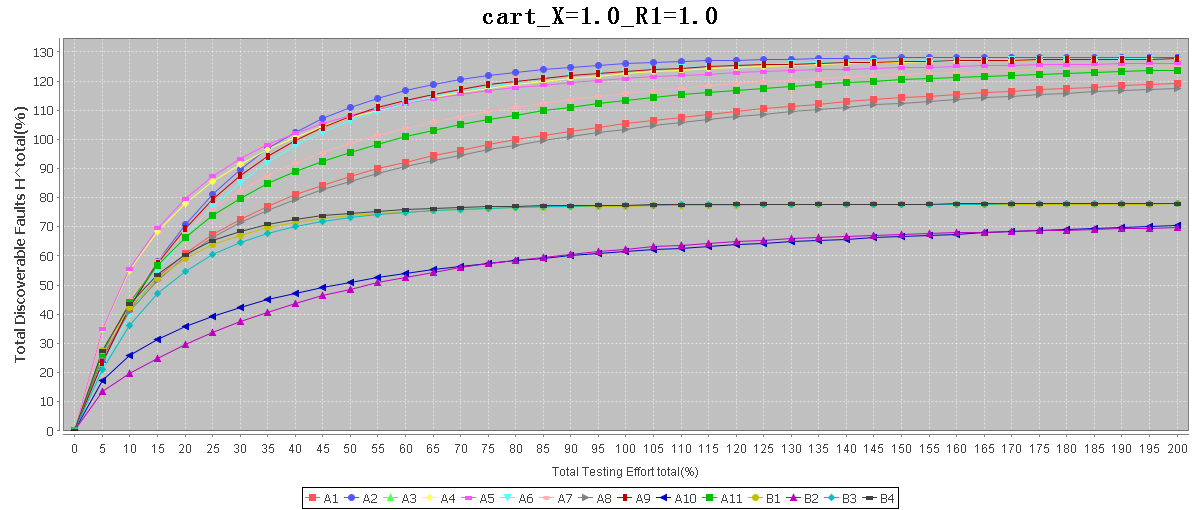 cart_X=1.0_R1=1.0
Total Discoverable Faults H^total(%)
130
120
110
100
90
80
70
60
50
40
30
20
10
0
0 5 10 15 20 25 30 35 40 45 50 55 60 65 70 75 80 85 90 95 100 105 110 115 120 125 130 135 140 145 150 155 160 165 170 175 180 185 190 195 200
Total Testing Effort total(%)
A1 A2 A3 A4 A5 A6 A7 A8 A9 A10 A11 B1 B2 B3 B4